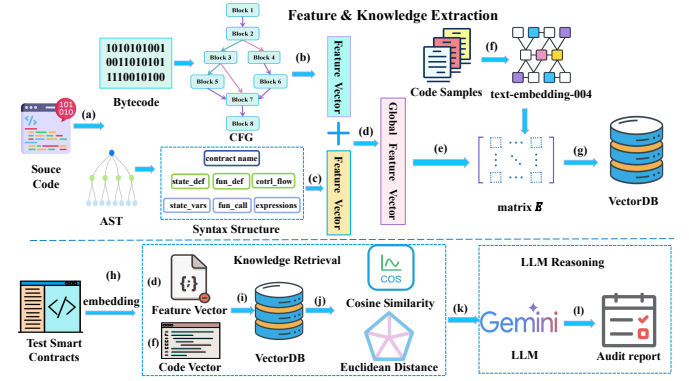 Feature & Knowledge Extraction
101
010
(a)
Souce
Code
1010101001
0011010101
1110010100
Bytecode
AST
Block 1
Block 2
Block 3
Block 4
Block 5
Block 6
Block 7
Block 8
CFG
contract name
state_def
fun_def
cotrl_flow
state_vars
fun_call
expressions
Syntax Structure
(b)
(c)
Feature Vector
Feature Vector
(d)
Global Feature Vector
(e)
Code Samples
(f)
text-embedding-004
matrix E
(g)
VectorDB
Test Smart
Contracts
(h)
embedding
Knowledge Retrieval
(d)
Feature Vector
(f)
Code Vector
(i)
VectorDB
(j)
COS
Cosine Similarity
Euclidean Distance
(k)
LLM Reasoning
Gemini
LLM
(l)
Audit report